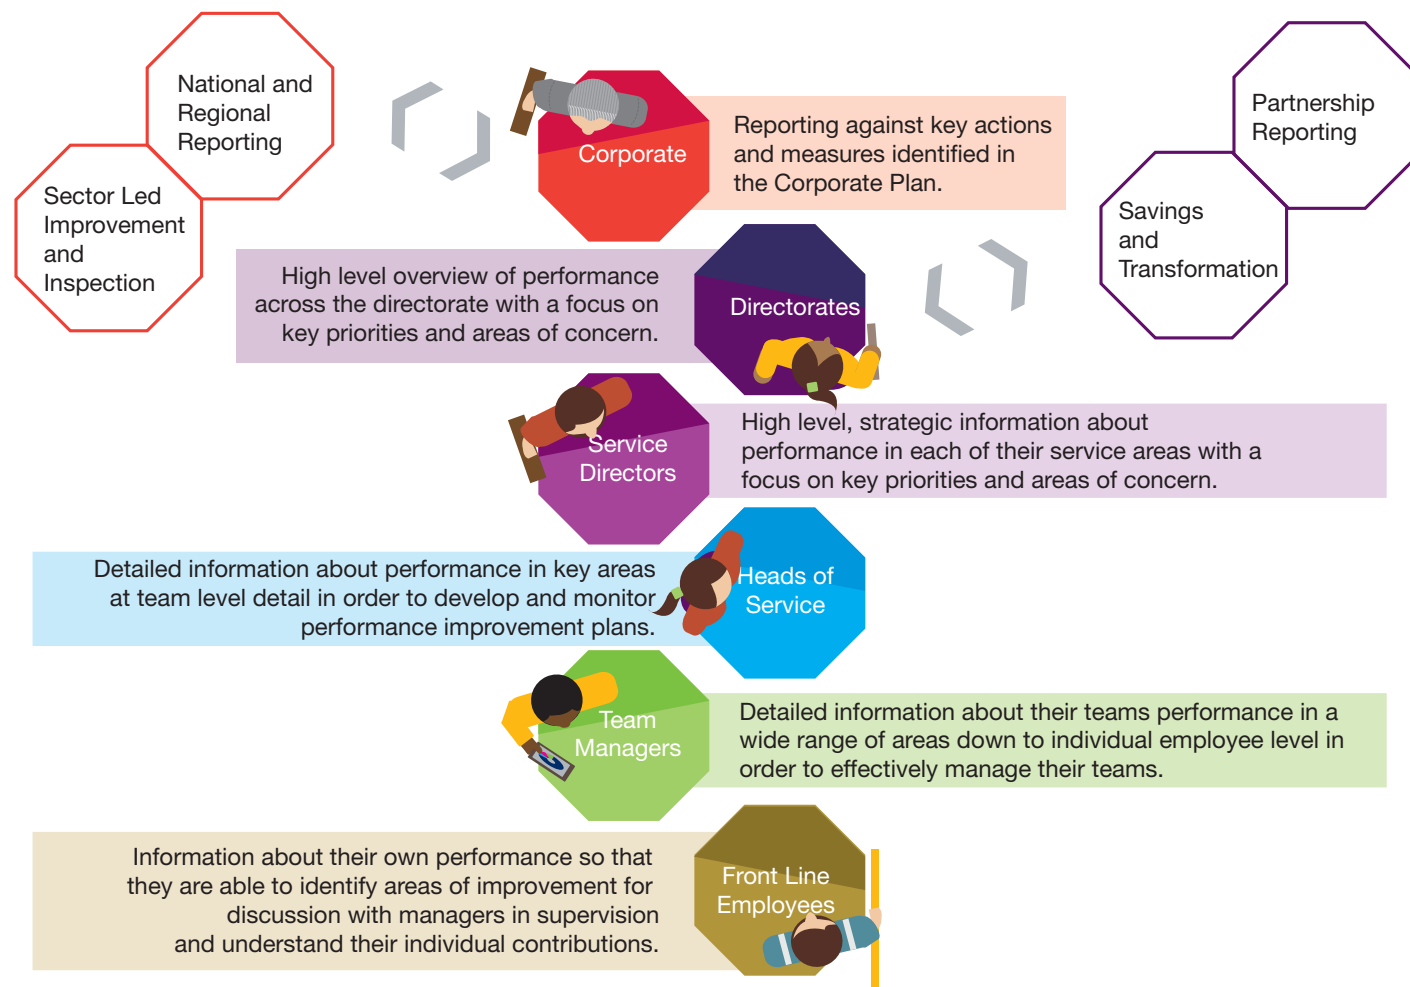 National and
Regional
Reporting
Sector Led
Improvement
and
Inspection
Corporate
Reporting against key actions
and measures identified in
the Corporate Plan.
Partnership
Reporting
Savings
and
Transformation
High level overview of performance
across the directorate with a focus on
key priorities and areas of concern.
Directorates
Service
Directors
High level, strategic information about
performance in each of their service areas with a
focus on key priorities and areas of concern.
Detailed information about performance in key areas
at team level detail in order to develop and monitor
performance improvement plans.
Heads of
Service
Team
Managers
Detailed information about their teams performance in a
wide range of areas down to individual employee level in
order to effectively manage their teams.
Information about their own performance so that
they are able to identify areas of improvement for
discussion with managers in supervision
and understand their individual contributions.
Front Line
Employees